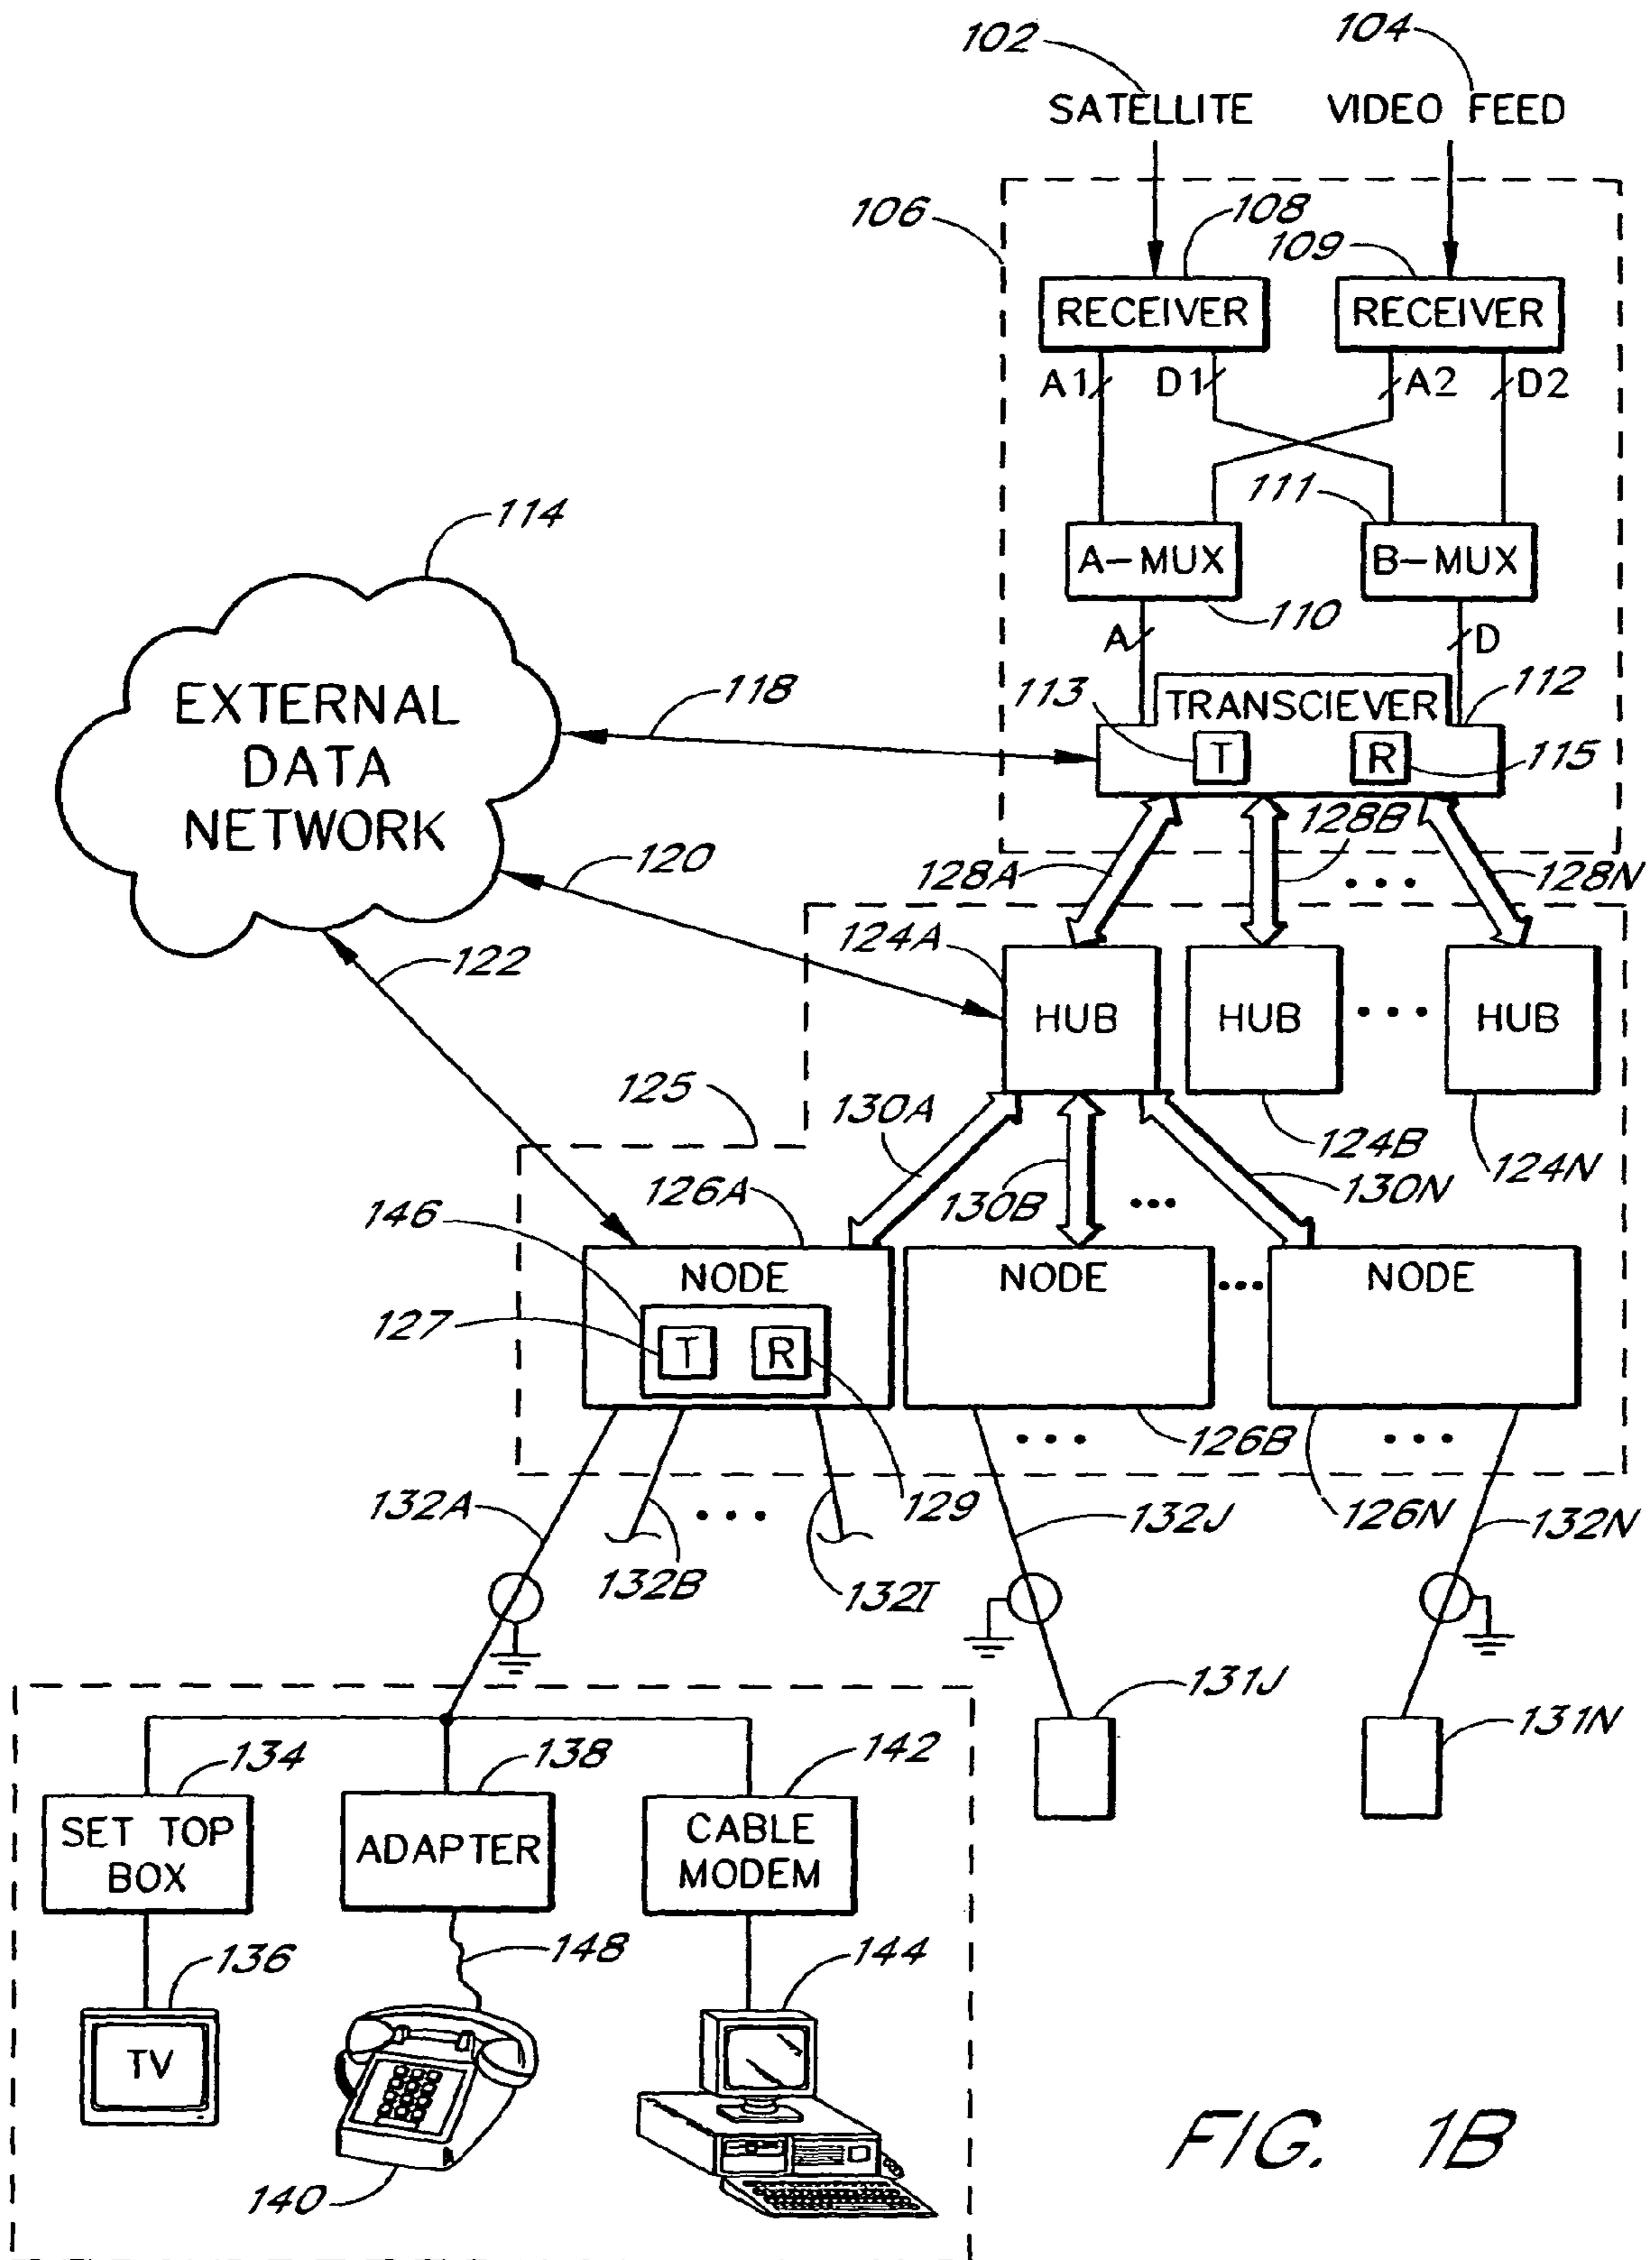 102
104
SATELLITE
VIDEO FEED
106
108
109
RECEIVER
RECEIVER
A1
D1
A2
D2
111
114
A-MUX
B-MUX
110
A
D
EXTERNAL
DATA
NETWORK
118
113
TRANSCIEVER
112
T
R
115
120
128A
128B
...
128N
122
124A
HUB
HUB
...
HUB
125
130A
124B
124N
130B
...
130N
126A
146
NODE
NODE
...
NODE
127
T
R
...
126B
...
132A
...
129
132J
126N
132N
132B
132I
131J
131N
134
138
142
SET TOP
BOX
ADAPTER
CABLE
MODEM
136
148
144
TV
140
FIG. 1B